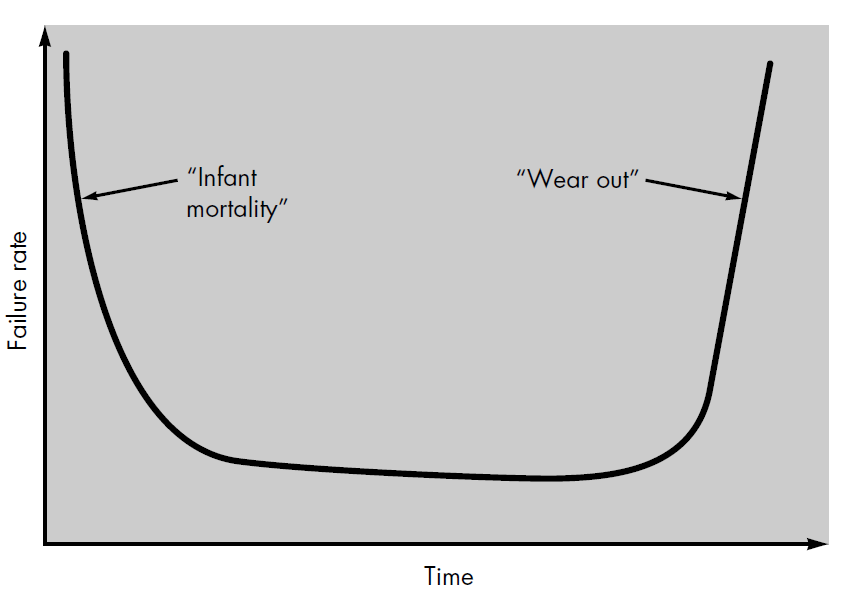 “Infant
mortality”
“Wear out”
Failure rate
Time